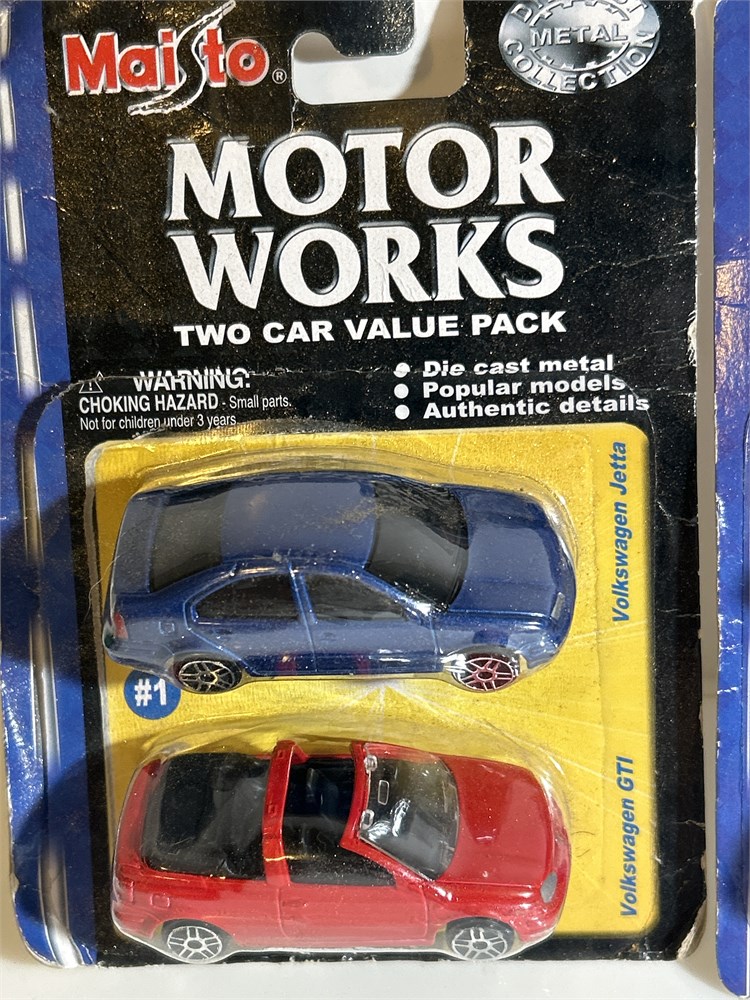 Maisto®
METAL
COLLECTION
MOTOR
WORKS
TWO CAR VALUE PACK
WARNING:
CHOKING HAZARD - Small parts.
Not for children under 3 years.
● Die cast metal
● Popular models
● Authentic details
Volkswagen Jetta
#1
Volkswagen GTI